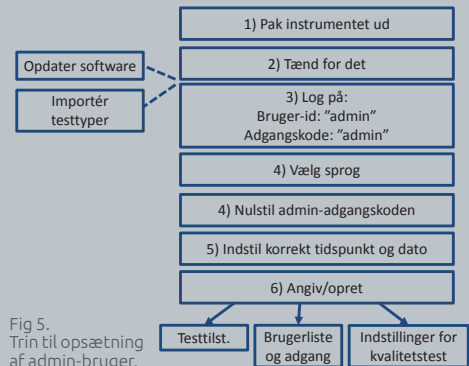 1) Pak instrumentet ud
Opdater software
2) Tænd for det
Importér
testtyper
3) Log på:
Bruger-id: ”admin”
Adgangskode: ”admin”
4) Vælg sprog
4) Nulstil admin-adgangskoden
5) Indstil korrekt tidspunkt og dato
6) Angiv/opret
Testtilst.
Brugerliste
og adgang
Indstillinger for
kvalitetstest
Fig 5.
Trin til opsætning
af admin-bruger.